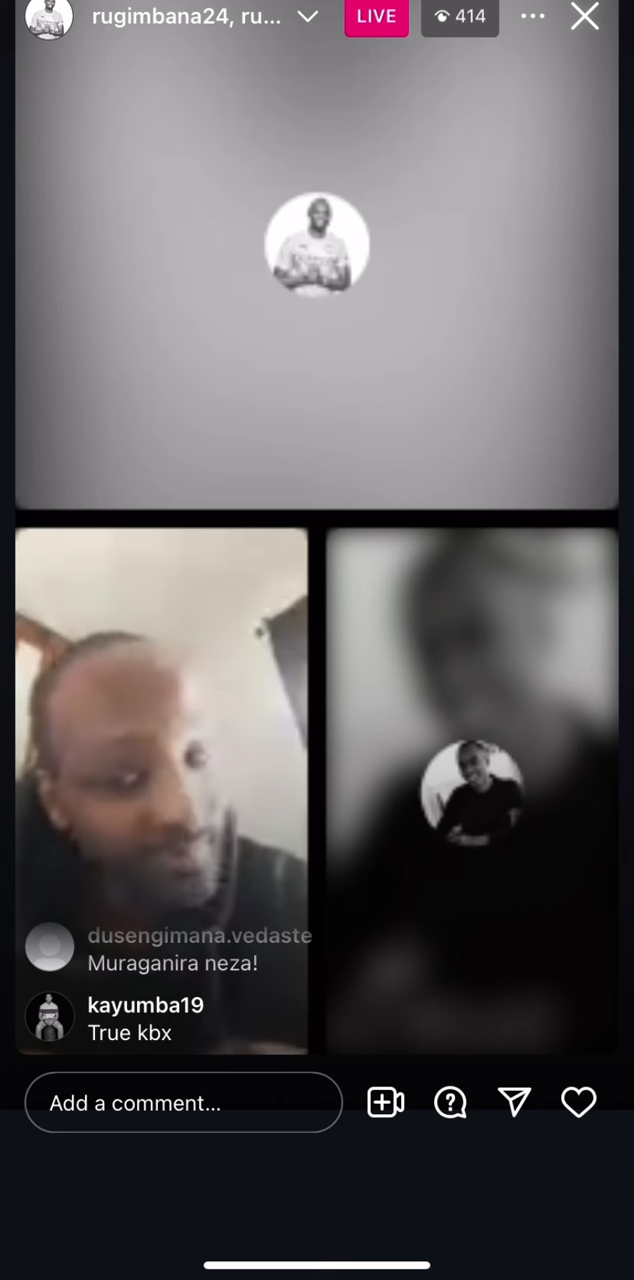 rugimbana24, ru...
LIVE
414
dusengimana.vedaste
Muraganira neza!
kayumba19
True kbx
Add a comment...